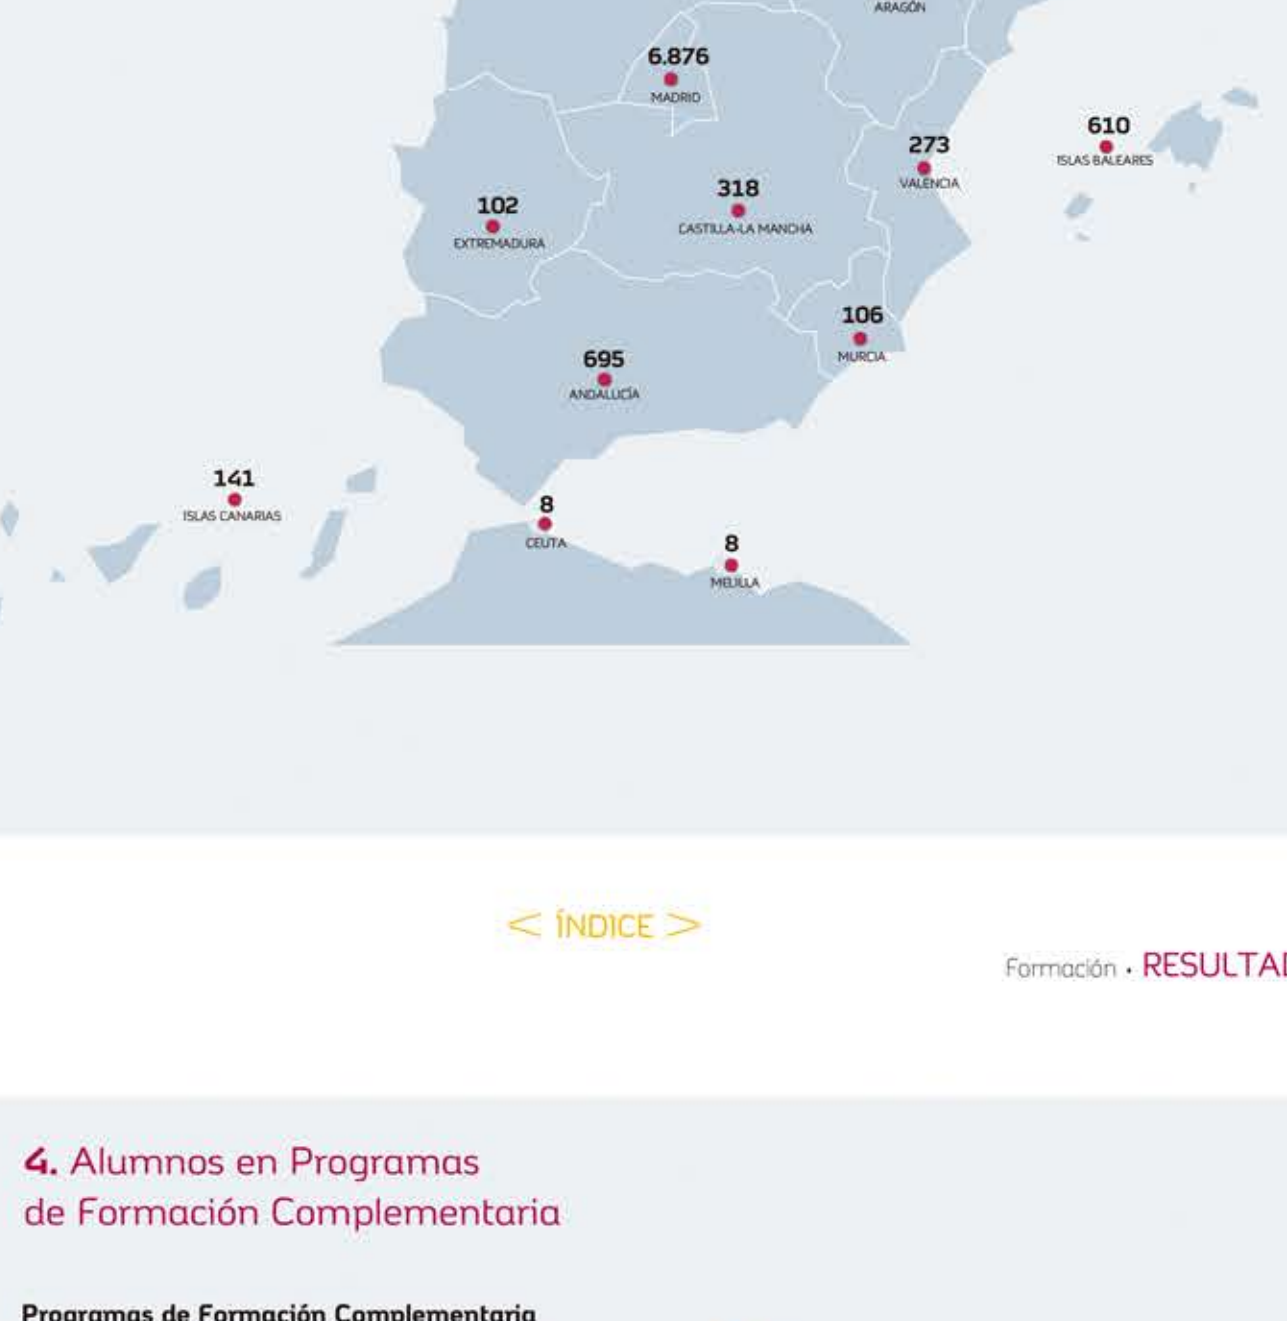 ARAGÓN
6.876
MADRID
610
ISLAS BALEARES
273
VALENCIA
318
CASTILLA-LA MANCHA
102
EXTREMADURA
106
MURCIA
695
ANDALUCÍA
141
ISLAS CANARIAS
8
CEUTA
8
MELILLA
< ÍNDICE >
Formación · RESULTAD
4. Alumnos en Programas
de Formación Complementaria
Programas de Formación Complementaria